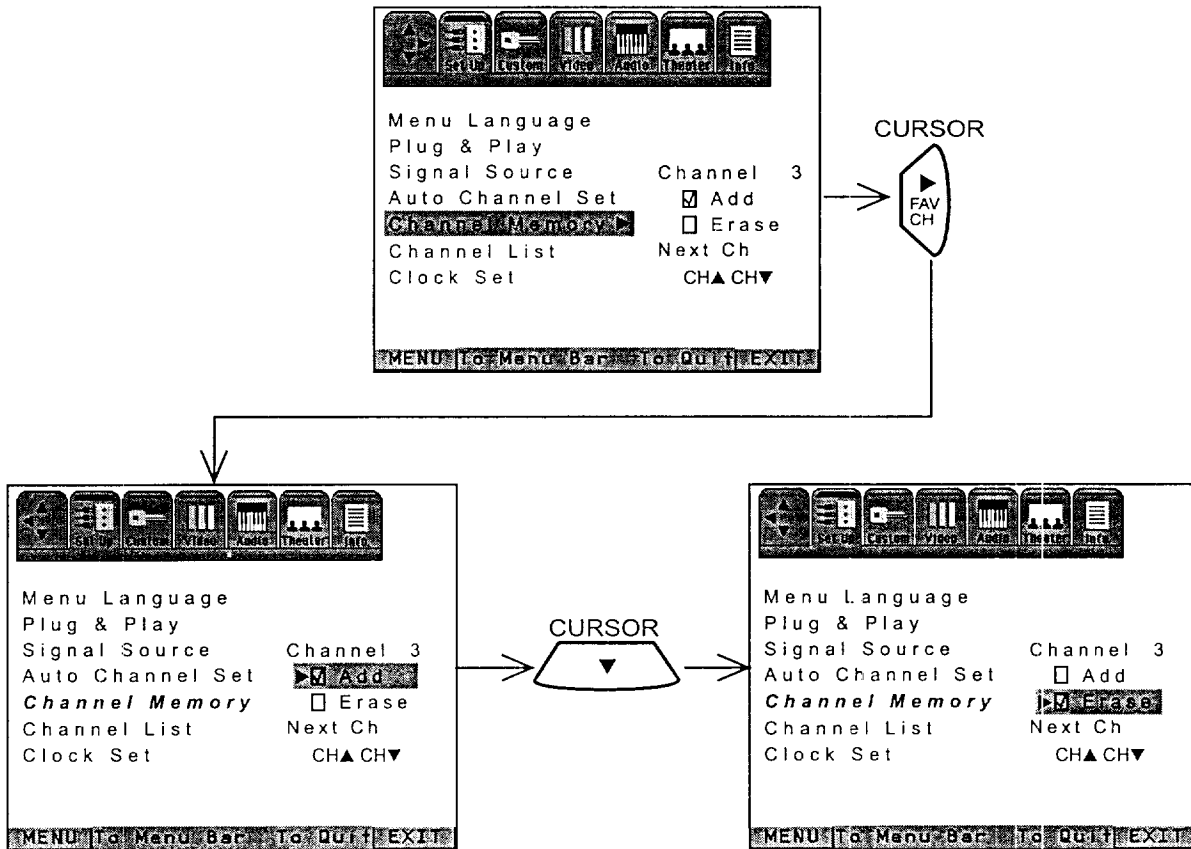 Set Up Custom Video Audio Theater Info
Menu Language
Plug & Play
Signal Source Channel 3
Auto Channel Set Add
Channel Memory Erase
Channel List Next Ch
Clock Set CH▲ CH▼
MENU To Menu Bar To Quit EXIT
CURSOR
FAV
CH
Set Up Custom Video Audio Theater Info
Menu Language
Plug & Play
Signal Source Channel 3
Auto Channel Set Add
Channel Memory Erase
Channel List Next Ch
Clock Set CH▲ CH▼
MENU To Menu Bar To Quit EXIT
CURSOR
Set Up Custom Video Audio Theater Info
Menu Language
Plug & Play
Signal Source Channel 3
Auto Channel Set Add
Channel Memory Erase
Channel List Next Ch
Clock Set CH▲ CH▼
MENU To Menu Bar To Quit EXIT